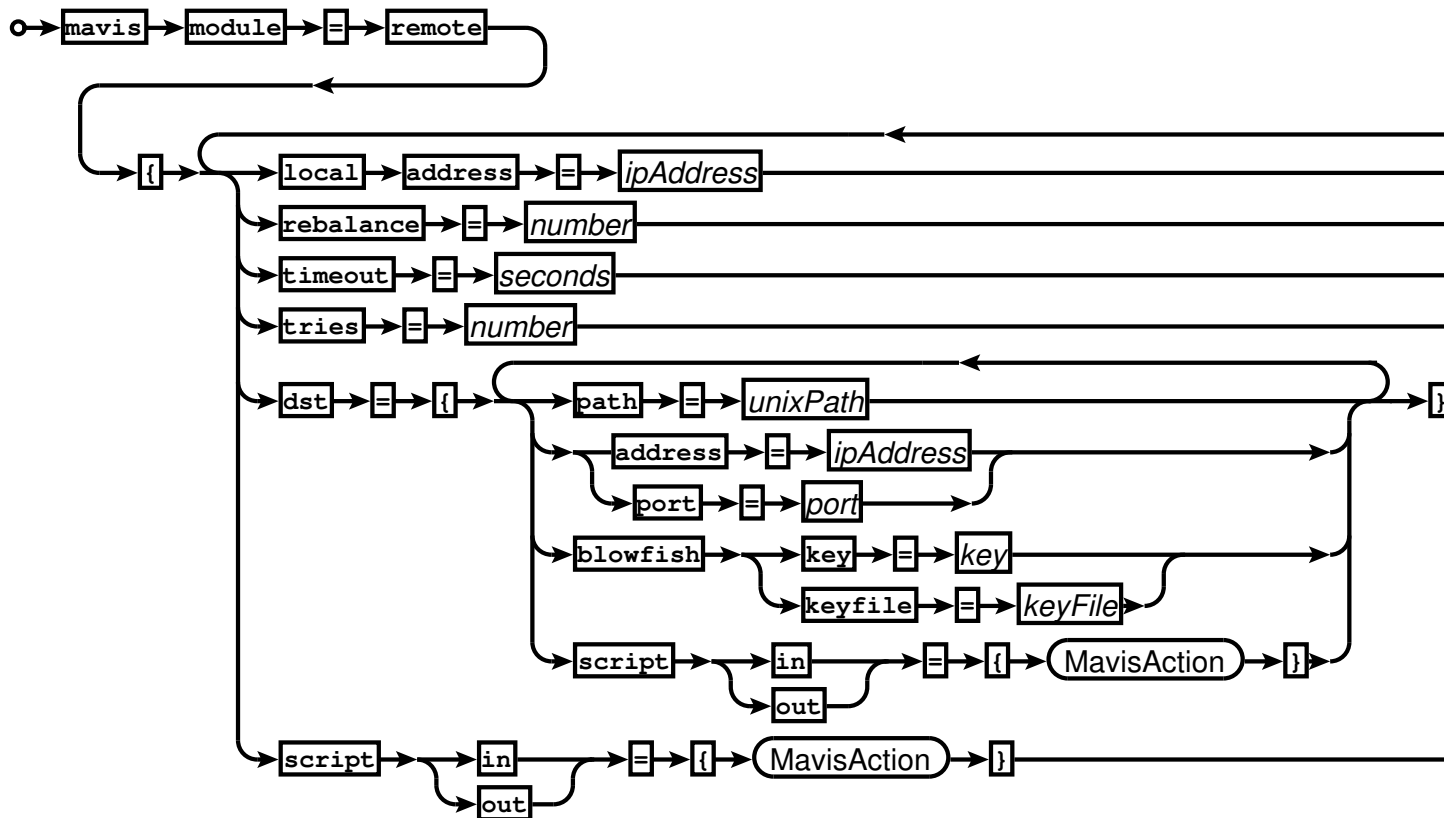 mavis module = remote
{ local address = ipAddress
rebalance = number
timeout = seconds
tries = number
dst = { path = unixPath }
address = ipAddress
port = port
blowfish key = key
keyfile = keyFile
script in = { MavisAction }
out
script in = { MavisAction }
out